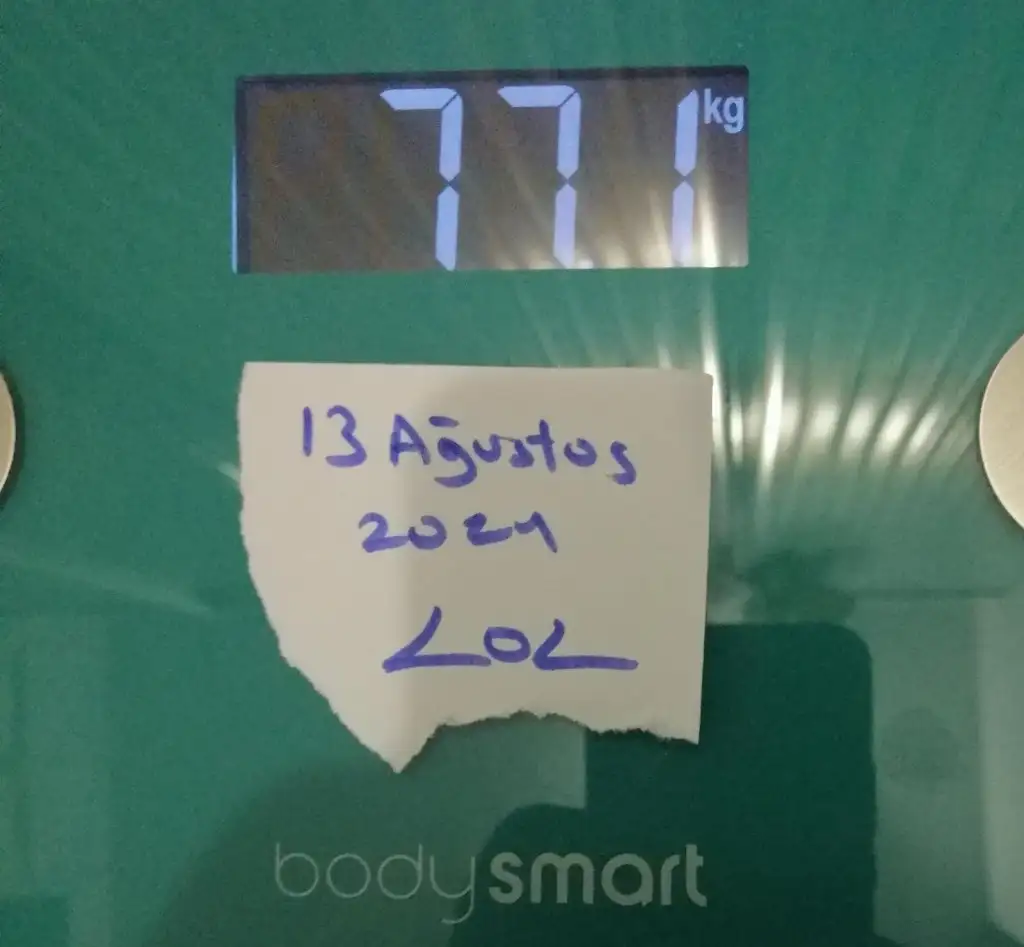 771 kg
13 Ağustos
2021
LOL
bodysmart